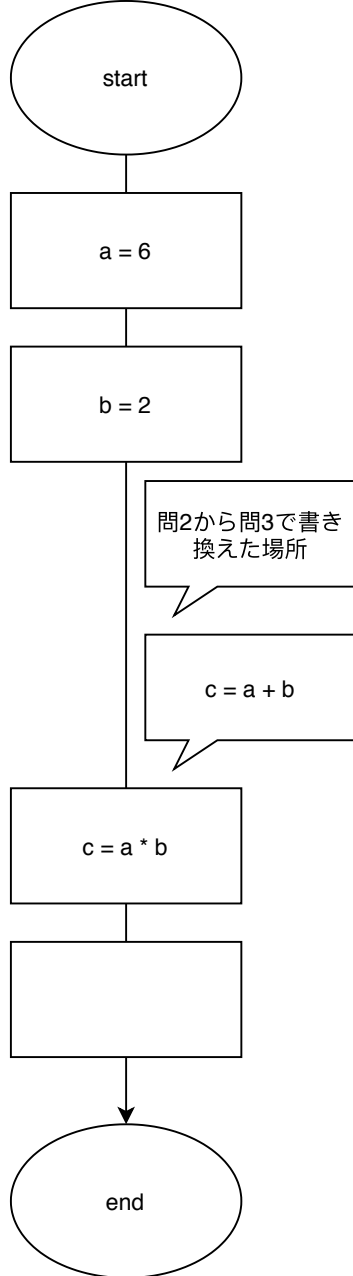 start
a = 6
b = 2
問2から問3で書き
換えた場所
c = a + b
c = a * b
end